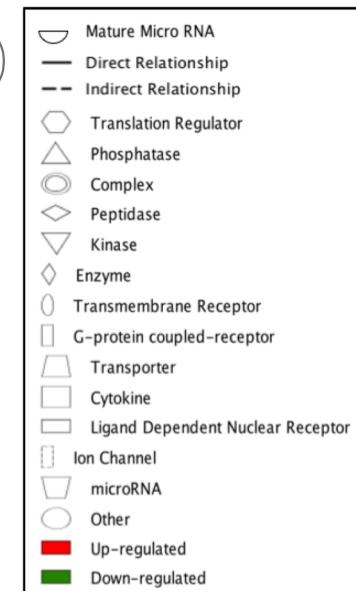 Mature Micro RNA
Direct Relationship
Indirect Relationship
Translation Regulator
Phosphatase
Complex
Peptidase
Kinase
Enzyme
Transmembrane Receptor
G-protein coupled-receptor
Transporter
Cytokine
Ligand Dependent Nuclear Receptor
Ion Channel
microRNA
Other
Up-regulated
Down-regulated